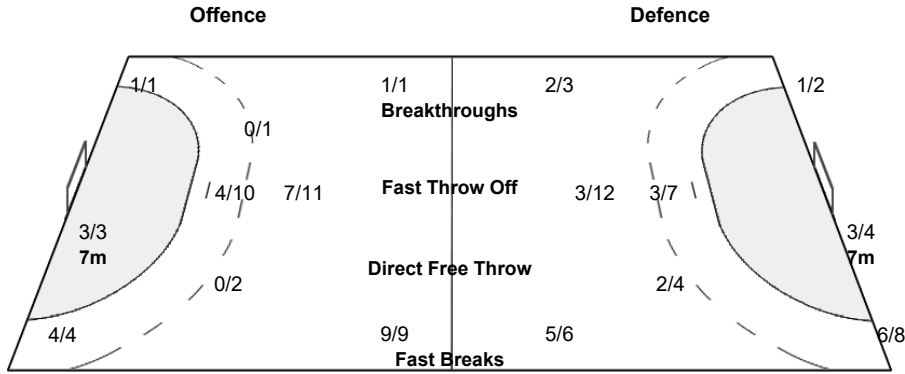 Offence Defence
1/1 1/1 2/3 1/2
Breakthroughs
0/1
4/10 7/11 Fast Throw Off 3/12 3/7
3/3 3/4
7m 7m
Direct Free Throw
0/2 2/4
4/4 9/9 5/6 6/8
Fast Breaks